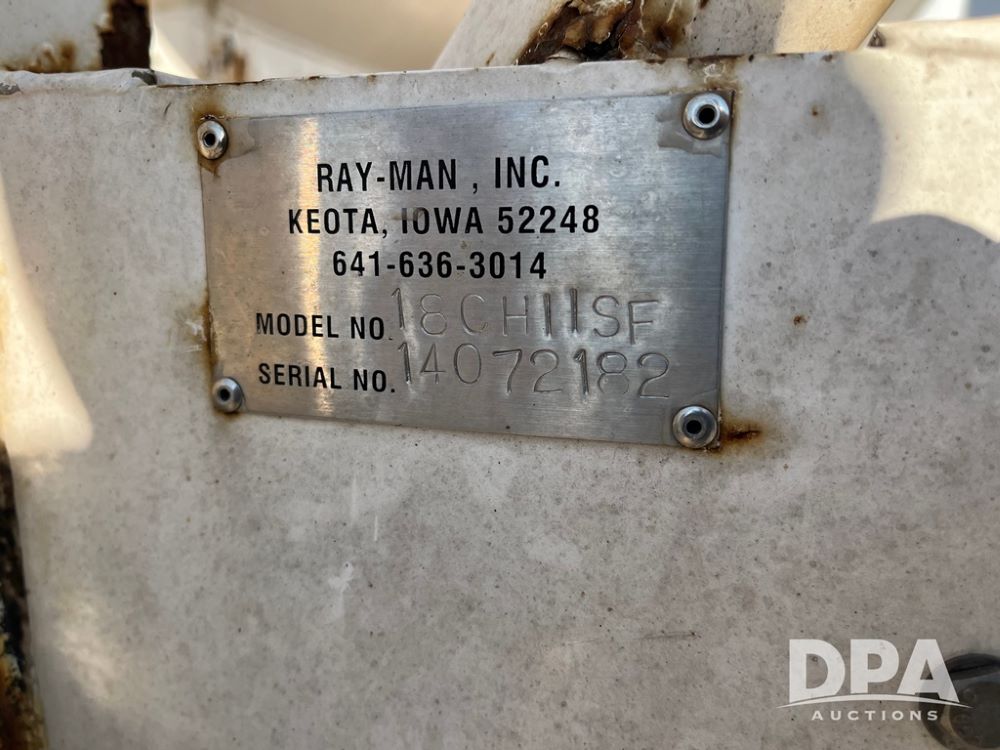 RAY-MAN , INC.
KEOTA, IOWA 52248
641-636-3014
MODEL NO. 18CH11SF
SERIAL NO. 14072182
DPA
AUCTIONS